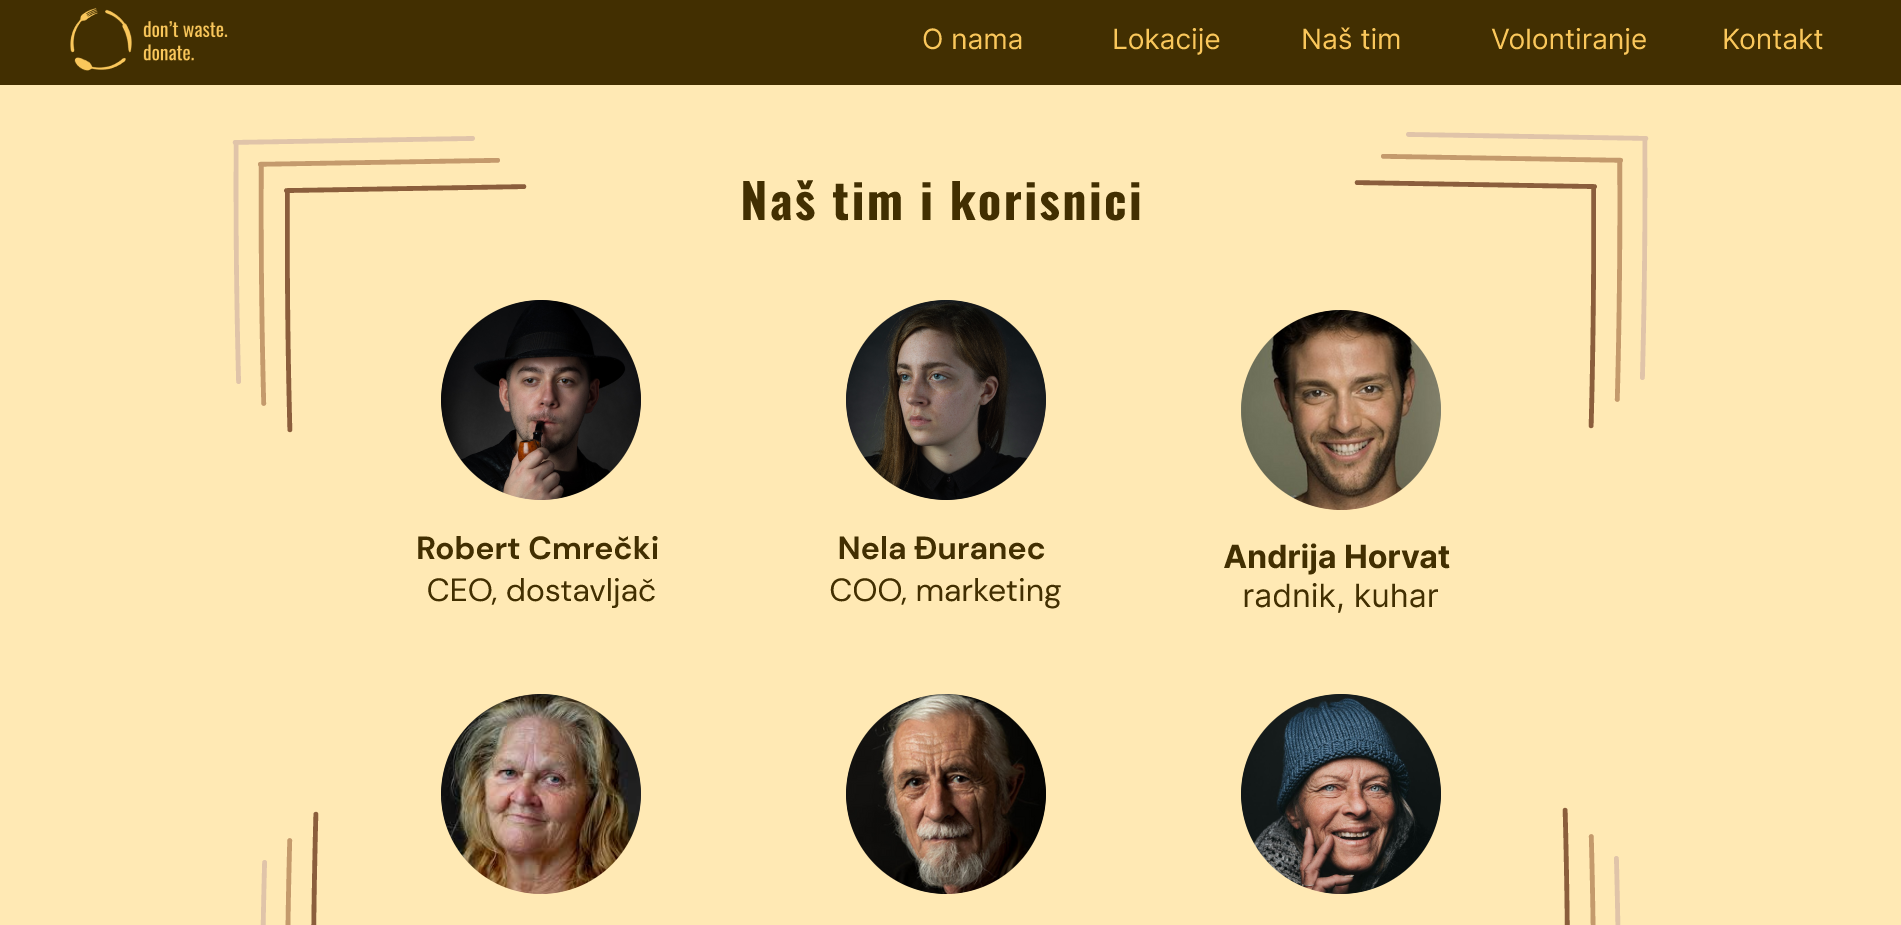 don't waste.
donate.
O nama
Lokacije
Naš tim
Volontiranje
Kontakt
Naš tim i korisnici
Robert Cmrečki
CEO, dostavljač
Nela Đuranec
COO, marketing
Andrija Horvat
radnik, kuhar